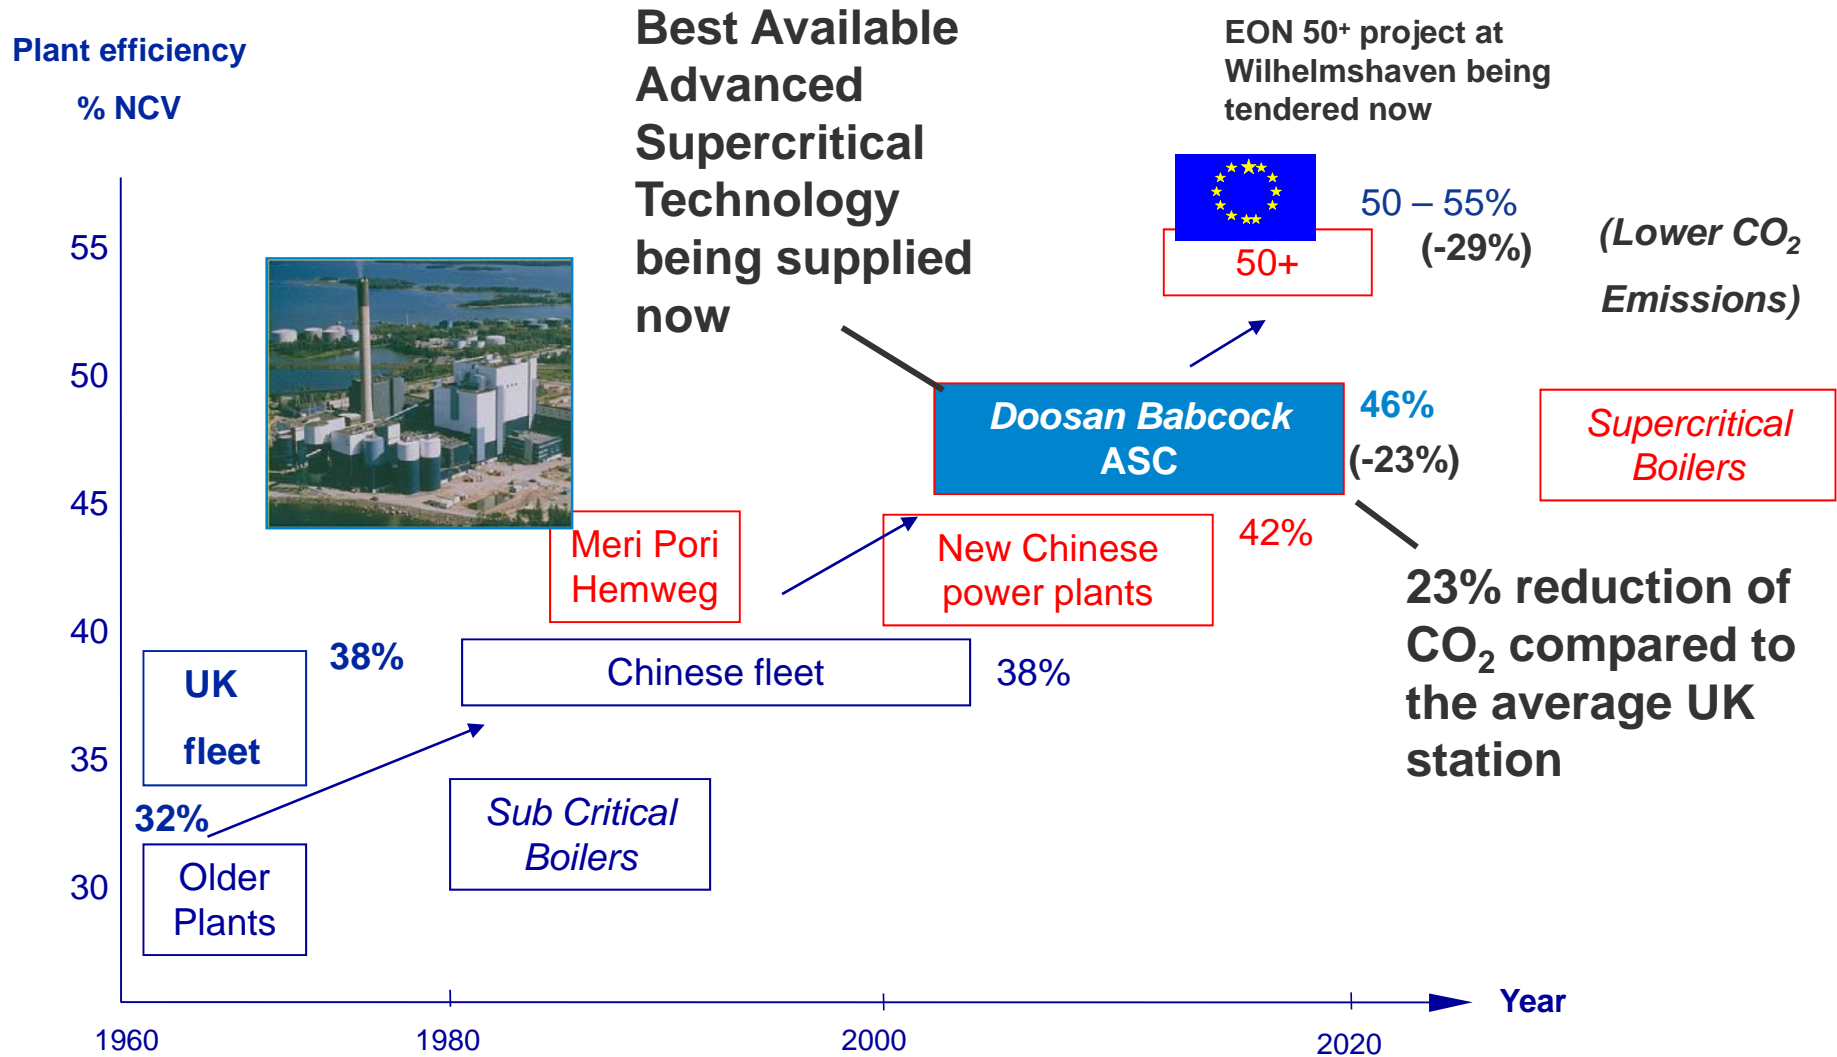 Plant efficiency
% NCV
Best Available
Advanced
Supercritical
Technology
being supplied
now
EON 50+ project at
Wilhelmshaven being
tendered now
50 – 55%
(-29%)
(Lower CO2
Emissions)
50+
55
50
45
40
35
30
Doosan Babcock
ASC
46%
(-23%)
Supercritical
Boilers
Meri Pori
Hemweg
New Chinese
power plants
42%
23% reduction of
CO2 compared to
the average UK
station
UK
fleet
38%
Chinese fleet
38%
32%
Older
Plants
Sub Critical
Boilers
Year
1960
1980
2000
2020